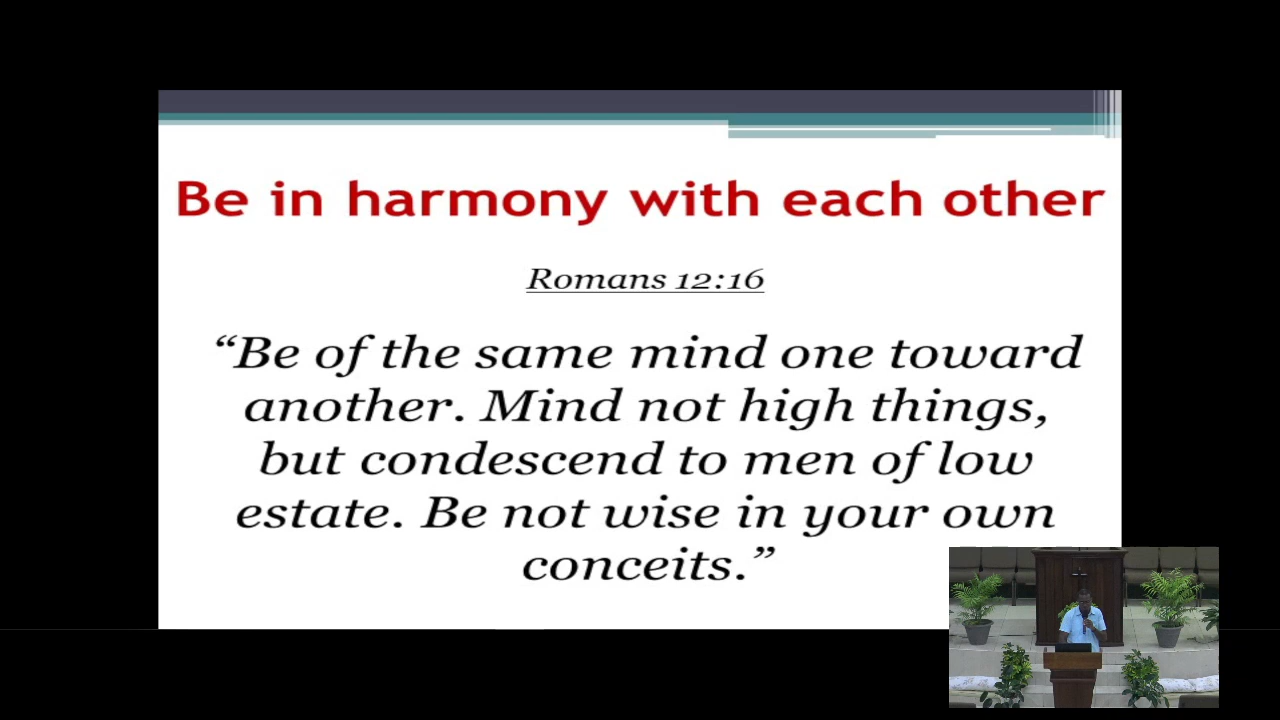 Be in harmony with each other
Romans 12:16
“Be of the same mind one toward
another. Mind not high things,
but condescend to men of low
estate. Be not wise in your own
conceits.”